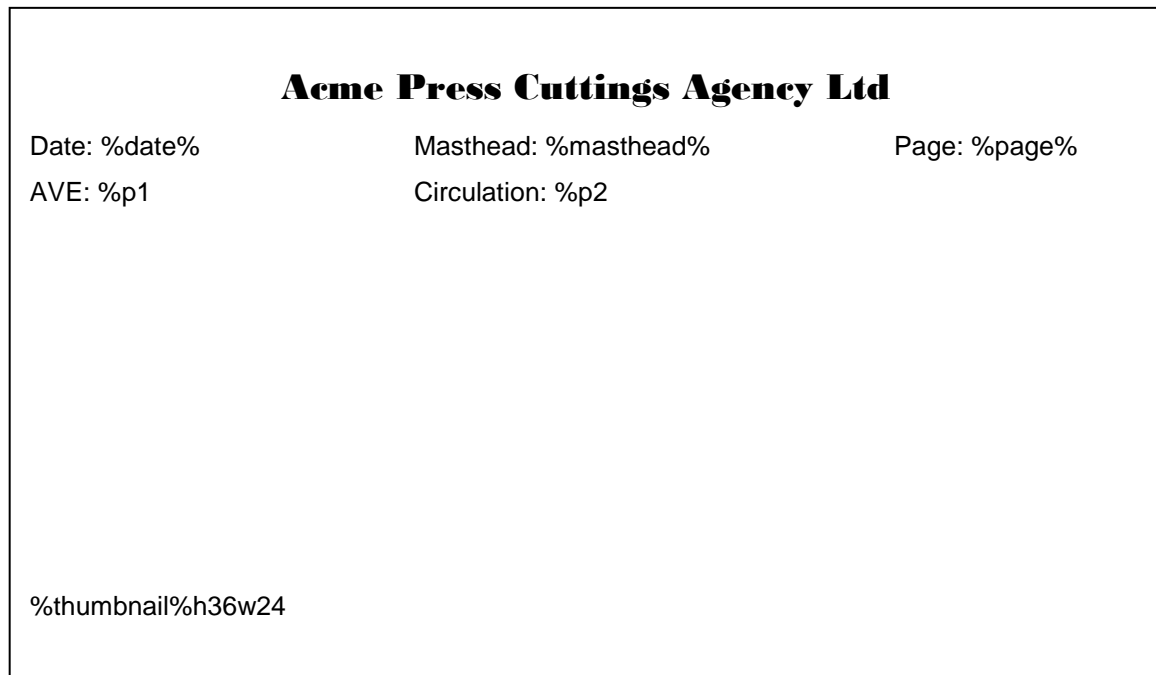 Acme Press Cuttings Agency Ltd
Date: %date% Masthead: %masthead% Page: %page%
AVE: %p1 Circulation: %p2
%thumbnail%h36w24